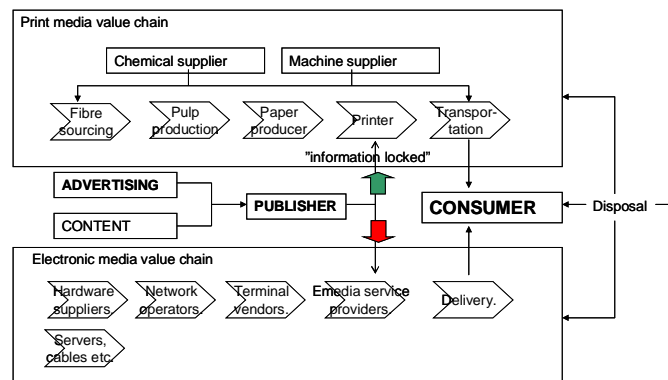 Print media value chain
Chemical supplier
Machine supplier
Fibre
sourcing
Pulp
production
Paper
producer
Printer
Transpor-
tation
"information locked"
ADVERTISING
CONTENT
PUBLISHER
CONSUMER
Disposal
Electronic media value chain
Hardware
suppliers.
Network
operators.
Terminal
vendors.
Emedia service
providers.
Delivery.
Servers,
cables etc.